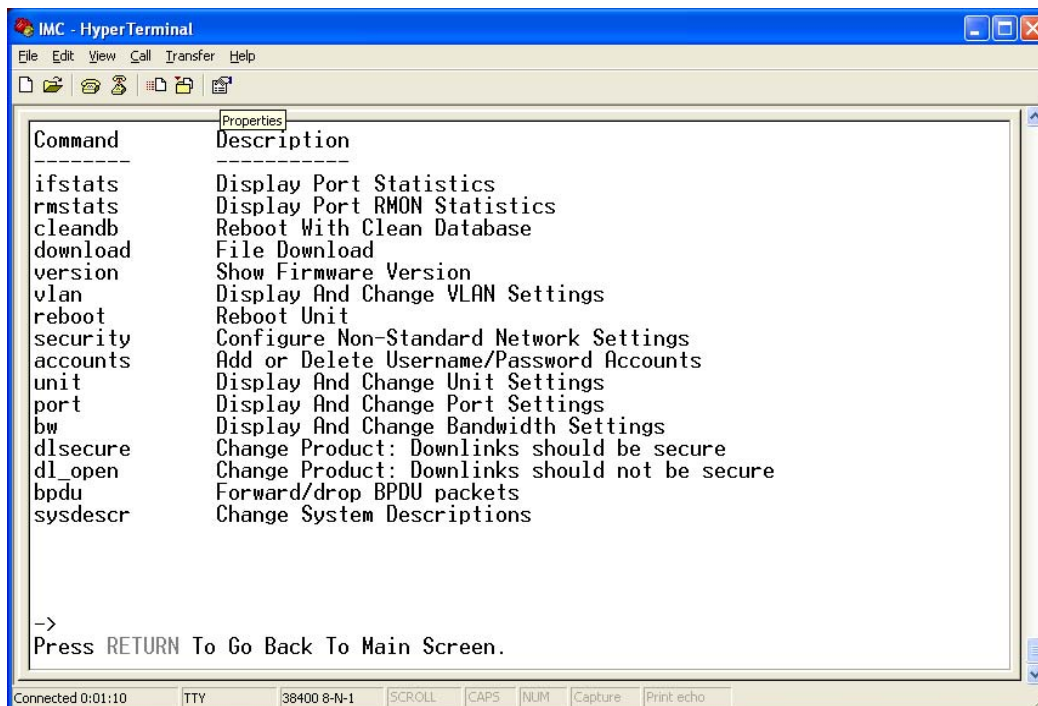 IMC - HyperTerminal
File Edit View Call Transfer Help
Properties
Command Description
-------- -----------
ifstats Display Port Statistics
rmstats Display Port RMON Statistics
cleandb Reboot With Clean Database
download File Download
version Show Firmware Version
vlan Display And Change VLAN Settings
reboot Reboot Unit
security Configure Non-Standard Network Settings
accounts Add or Delete Username/Password Accounts
unit Display And Change Unit Settings
port Display And Change Port Settings
bw Display And Change Bandwidth Settings
dlsecure Change Product: Downlinks should be secure
dl_open Change Product: Downlinks should not be secure
bpdu Forward/drop BPDU packets
sysdescr Change System Descriptions
->
Press RETURN To Go Back To Main Screen.
Connected 0:01:10 TTY 38400 8-N-1 SCROLL CAPS NUM Capture Print echo